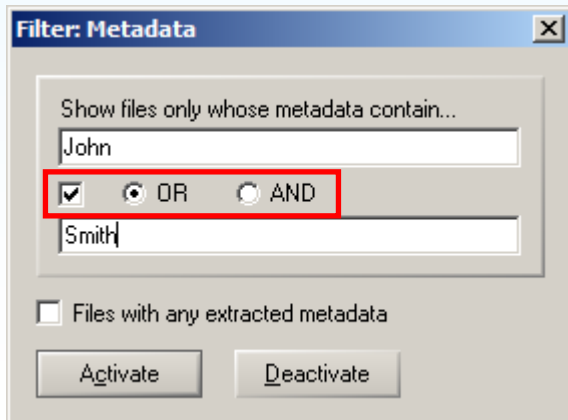 Filter: Metadata
Show files only whose metadata contain...
John
OR AND
Smith
Files with any extracted metadata
Activate Deactivate